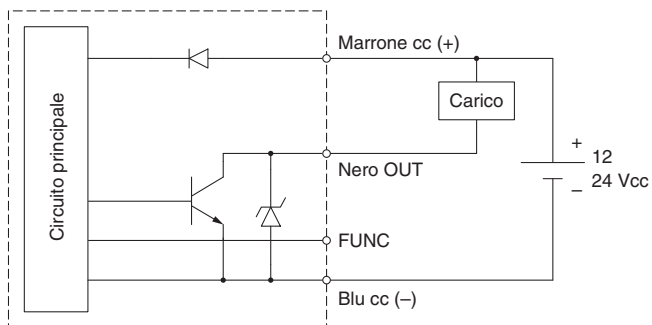 Marrone cc (+)
Carico
Circuito principale
+
12
24 Vcc
–
Nero OUT
FUNC
Blu cc (–)